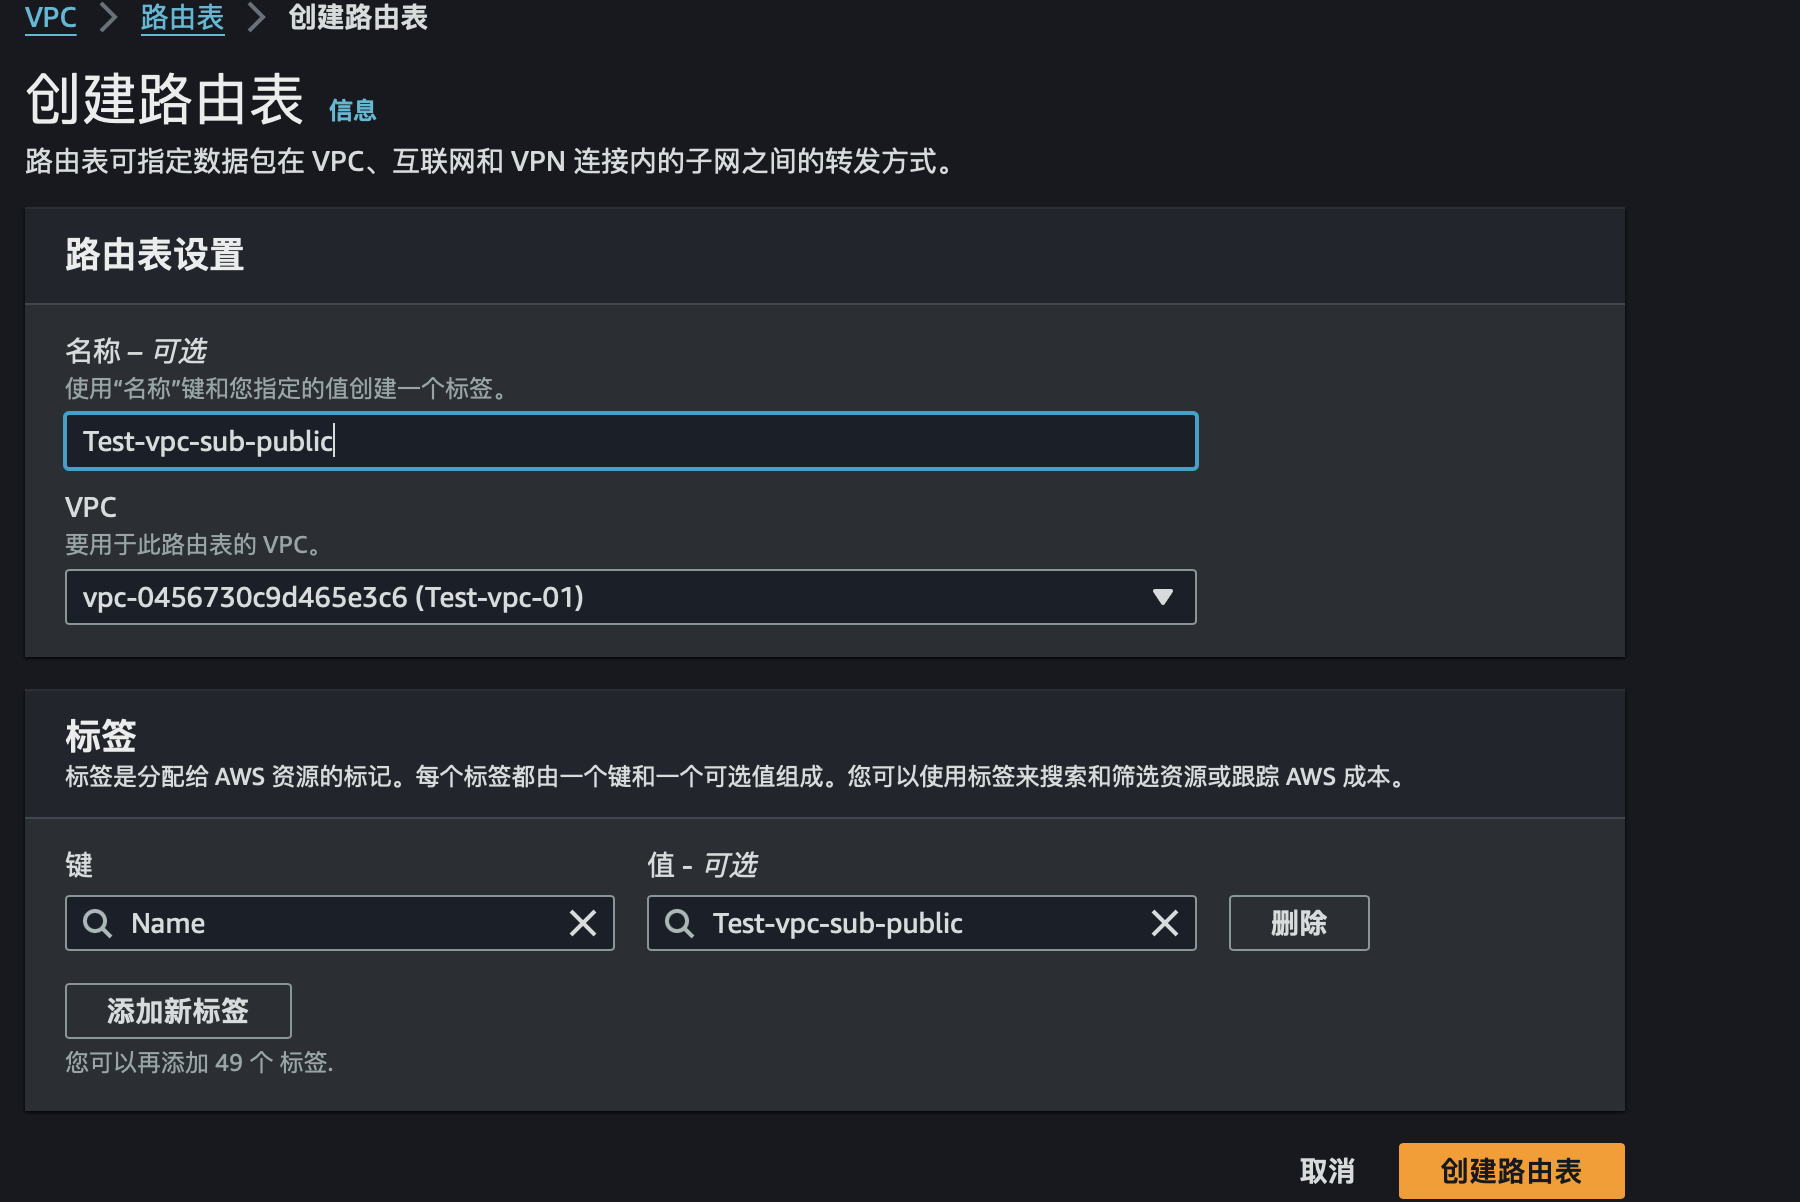 VPC > 路由表 > 创建路由表
创建路由表 信息
路由表可指定数据包在 VPC、互联网和 VPN 连接内的子网之间的转发方式。
路由表设置
名称 – 可选
使用“名称”键和您指定的值创建一个标签。
Test-vpc-sub-public
VPC
要用于此路由表的 VPC。
vpc-0456730c9d465e3c6 (Test-vpc-01)
标签
标签是分配给 AWS 资源的标记。每个标签都由一个键和一个可选值组成。您可以使用标签来搜索和筛选资源或跟踪 AWS 成本。
键 值 - 可选
Name Test-vpc-sub-public 删除
添加新标签
您可以再添加 49 个 标签.
取消 创建路由表